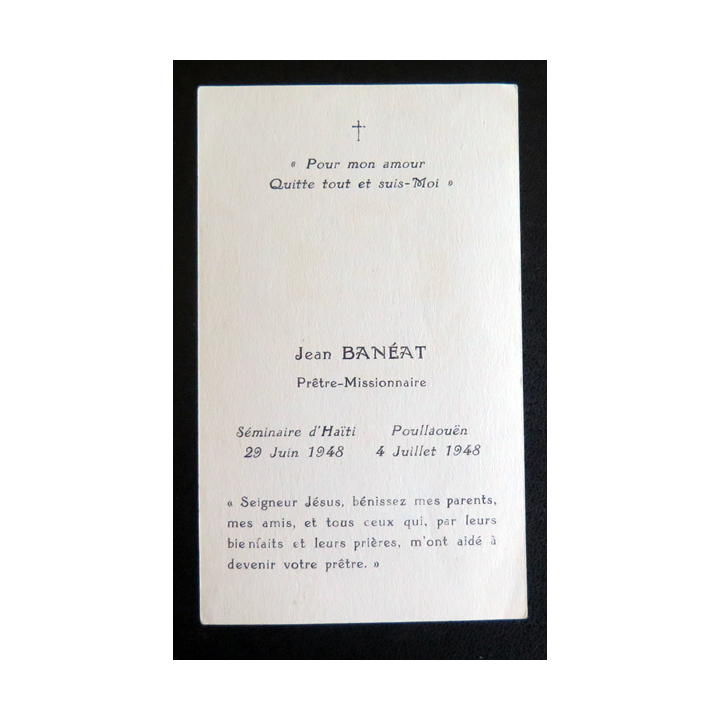 « Pour mon amour
Quitte tout et suis-Moi »
Jean BANÉAT
Prêtre-Missionnaire
Séminaire d'Haïti Poullaouën
29 Juin 1948 4 Juillet 1948
« Seigneur Jésus, bénissez mes parents,
mes amis, et tous ceux qui, par leurs
bienfaits et leurs prières, m'ont aidé à
devenir votre prêtre. »